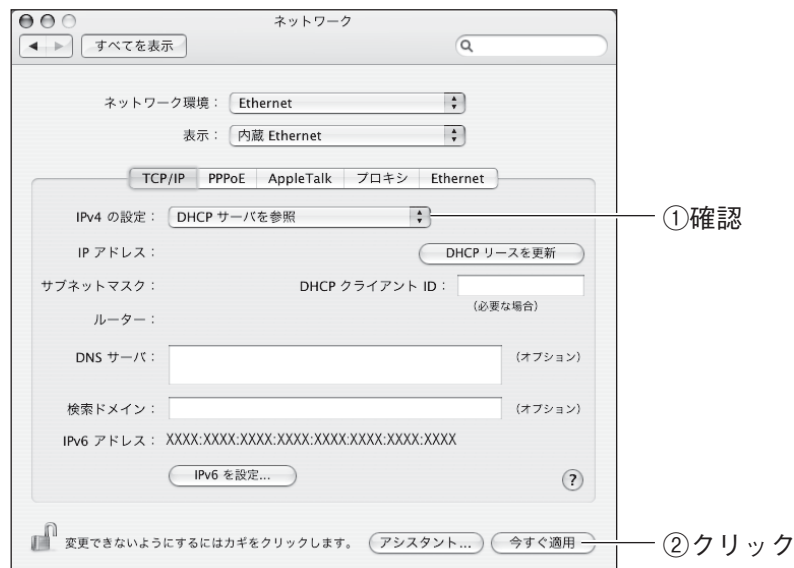 ネットワーク
すべてを表示
ネットワーク環境： Ethernet
表示： 内蔵 Ethernet
TCP/IP PPPoE AppleTalk プロキシ Ethernet
IPv4 の設定： DHCP サーバを参照
①確認
IP アドレス： DHCP リースを更新
サブネットマスク： DHCP クライアント ID：
（必要な場合）
ルーター：
DNS サーバ： （オプション）
検索ドメイン： （オプション）
IPv6 アドレス： XXXX:XXXX:XXXX:XXXX:XXXX:XXXX:XXXX:XXXX
IPv6 を設定... ?
変更できないようにするにはカギをクリックします。 アシスタント... 今すぐ適用
②クリック